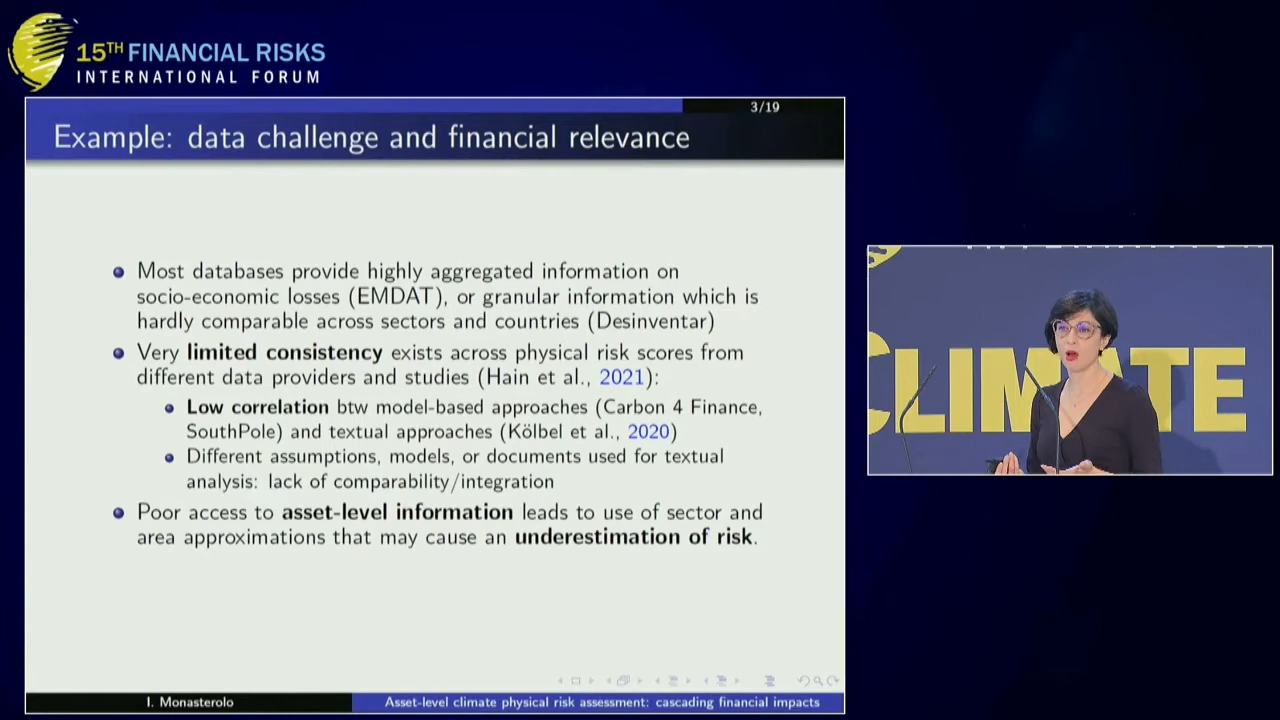 15TH FINANCIAL RISKS
INTERNATIONAL FORUM
3/19
Example: data challenge and financial relevance
Most databases provide highly aggregated information on
socio-economic losses (EMDAT), or granular information which is
hardly comparable across sectors and countries (Desinventar)
Very limited consistency exists across physical risk scores from
different data providers and studies (Hain et al., 2021):
Low correlation btw model-based approaches (Carbon 4 Finance,
SouthPole) and textual approaches (Kölbel et al., 2020)
Different assumptions, models, or documents used for textual
analysis: lack of comparability/integration
Poor access to asset-level information leads to use of sector and
area approximations that may cause an underestimation of risk.
I. Monasterolo
Asset-level climate physical risk assessment: cascading financial impacts
CLIMATE